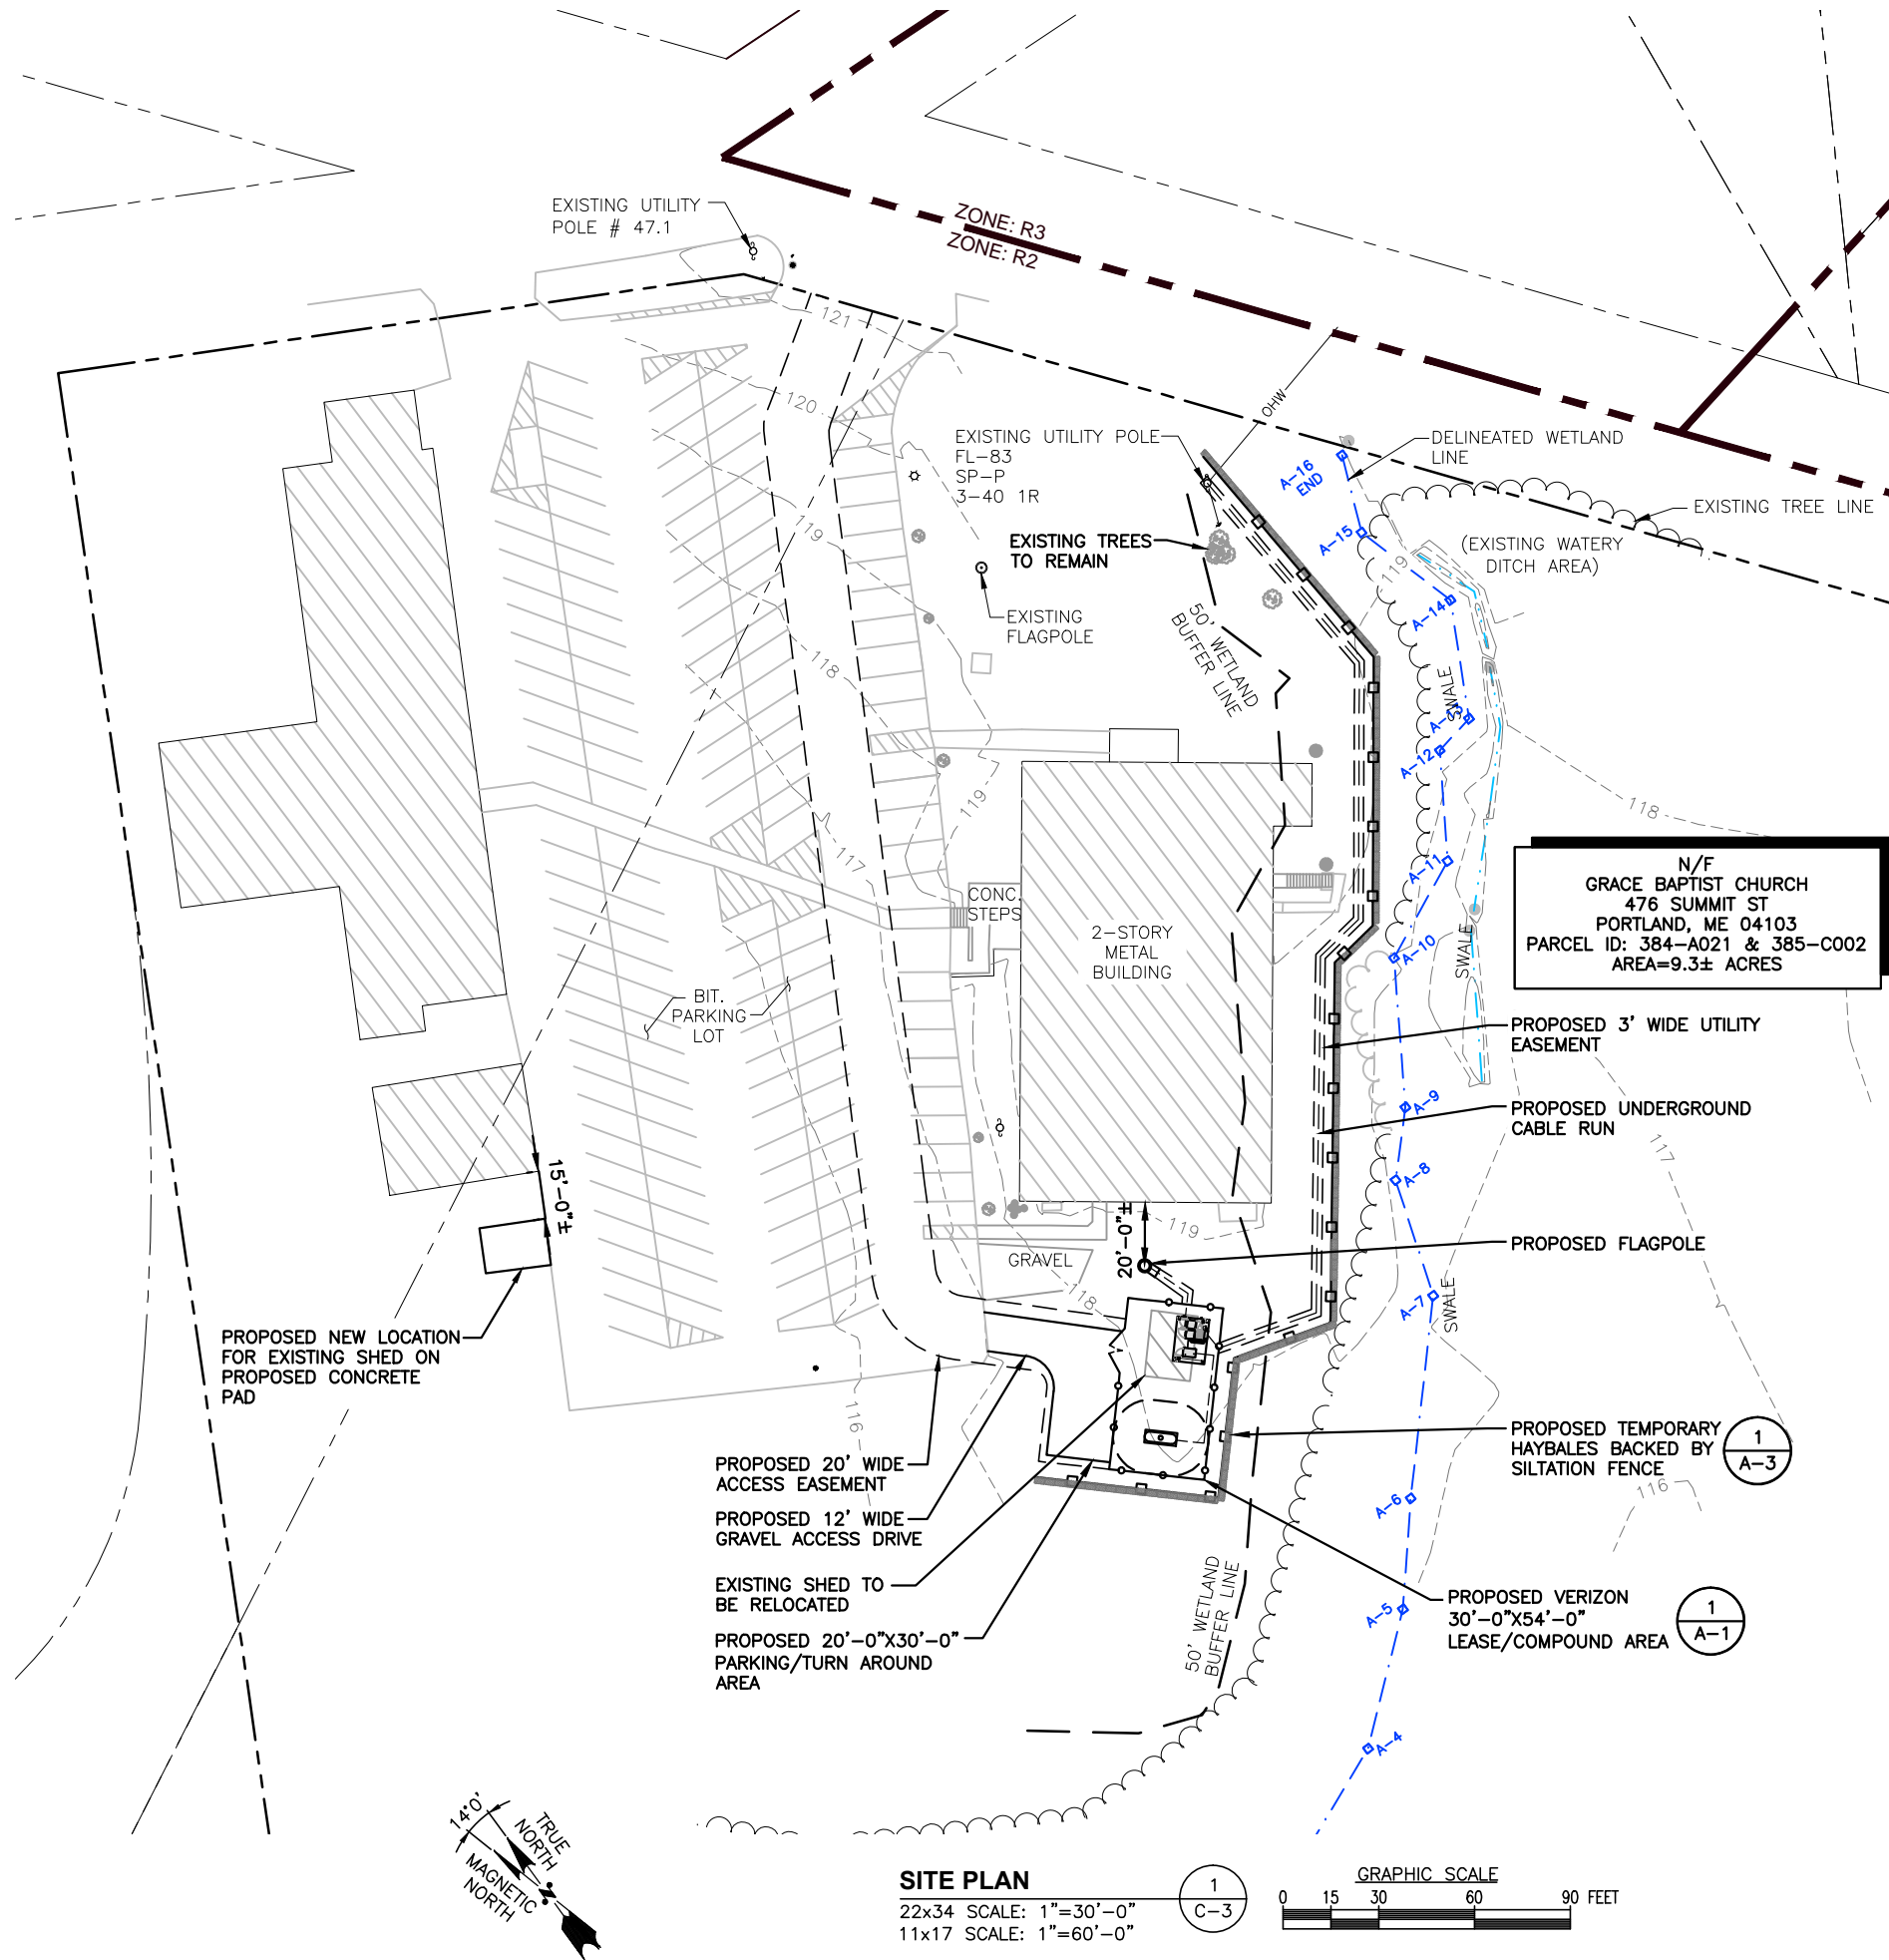 EXISTING UTILITY
POLE # 47.1
ZONE: R3
ZONE: R2
121
120
119
118
117
OHW
EXISTING UTILITY POLE
FL-83
SP-P
3-40 1R
EXISTING TREES
TO REMAIN
EXISTING
FLAGPOLE
50' WETLAND
BUFFER LINE
A-16
END
DELINEATED WETLAND
LINE
EXISTING TREE LINE
A-15
(EXISTING WATERY
DITCH AREA)
119
A-14
SWALE
A-13
A-12
118
A-11
119
N/F
GRACE BAPTIST CHURCH
476 SUMMIT ST
PORTLAND, ME 04103
PARCEL ID: 384-A021 & 385-C002
AREA=9.3± ACRES
CONC.
STEPS
2-STORY
METAL
BUILDING
A-10
SWALE
BIT.
PARKING
LOT
PROPOSED 3' WIDE UTILITY
EASEMENT
A-9
PROPOSED UNDERGROUND
CABLE RUN
117
A-8
15'-0"±
20'-0"±
119
GRAVEL
PROPOSED FLAGPOLE
118
A-7
SWALE
PROPOSED NEW LOCATION
FOR EXISTING SHED ON
PROPOSED CONCRETE
PAD
116
PROPOSED TEMPORARY
HAYBALES BACKED BY
SILTATION FENCE
1
A-3
116
A-6
PROPOSED 20' WIDE
ACCESS EASEMENT
PROPOSED 12' WIDE
GRAVEL ACCESS DRIVE
EXISTING SHED TO
BE RELOCATED
PROPOSED 20'-0"X30'-0"
PARKING/TURN AROUND
AREA
50' WETLAND
BUFFER LINE
A-5
PROPOSED VERIZON
30'-0"X54'-0"
LEASE/COMPOUND AREA
1
A-1
A-4
14°0'
TRUE
NORTH
MAGNETIC
NORTH
SITE PLAN
22x34 SCALE: 1"=30'-0"
11x17 SCALE: 1"=60'-0"
1
C-3
GRAPHIC SCALE
0 15 30 60 90 FEET